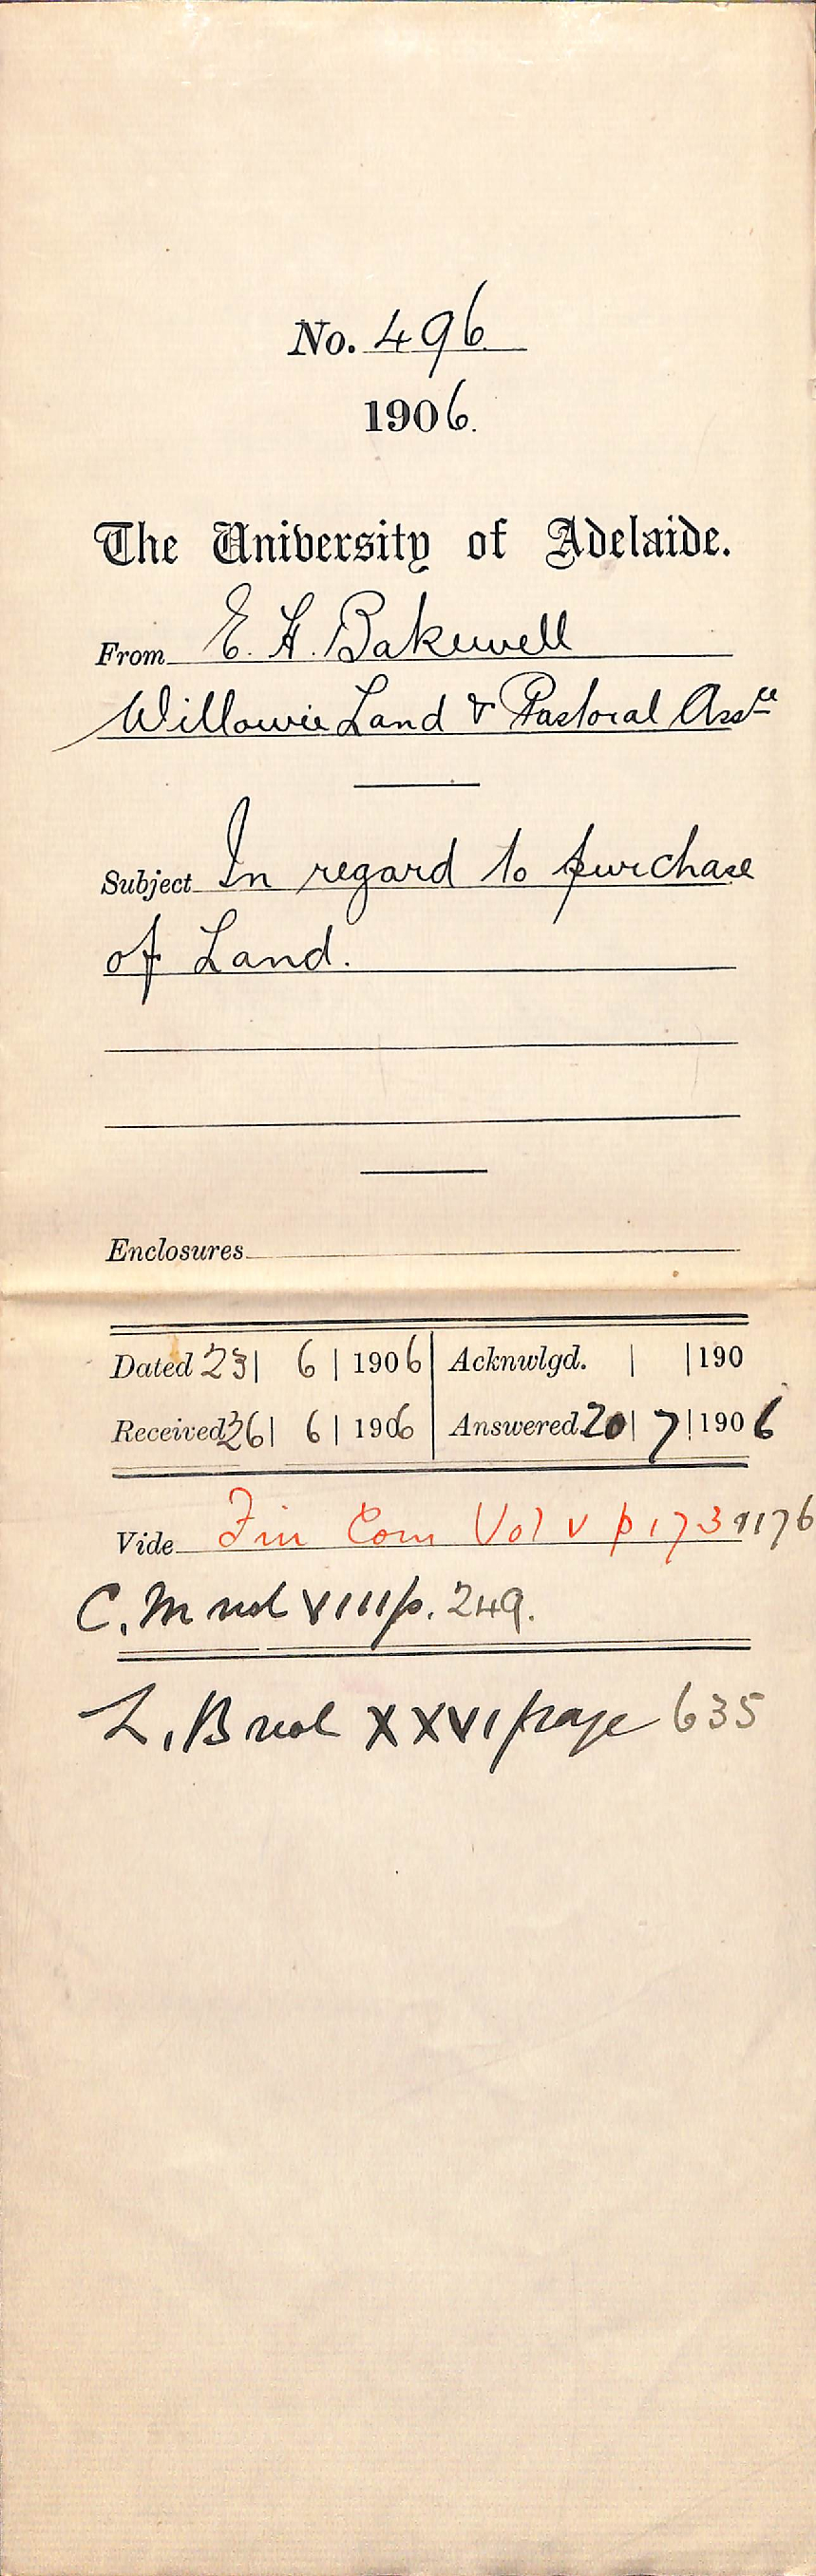 No. 496
1906.
The University of Adelaide.
From E. H. Bakewell
Willowie Land & Pastoral
Subject In regard to purchase
of Land.
Enclosures
Dated 23 | 6 | 1906 Acknwlgd. | | 190
Received 26 | 6 | 1906 Answered 20 | 7 | 1906
Vide Fin Com Vol V p 173 176
C. M vol VIII p. 249.
L. B vol XXVI page 635